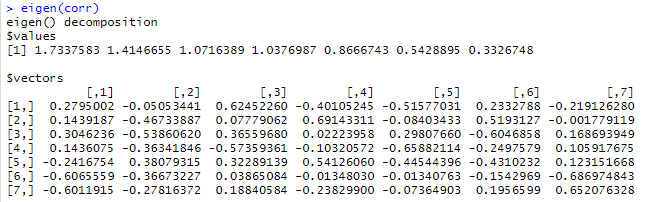 > eigen(corr)
eigen() decomposition
$values
[1] 1.7337583 1.4146655 1.0716389 1.0376987 0.8666743 0.5428895 0.3326748
$vectors
[,1] [,2] [,3] [,4] [,5] [,6] [,7]
[1,] 0.2795002 -0.05053441 0.62452260 -0.40105245 -0.51577031 0.2332788 -0.219126280
[2,] 0.1439187 -0.46733887 0.07779062 0.69143311 -0.08403433 0.5193127 -0.001779119
[3,] 0.3046236 -0.53860620 0.36559680 0.02223958 0.29807660 -0.6046858 0.168693949
[4,] 0.1436075 -0.36341846 -0.57359361 -0.10320572 -0.65882114 -0.2497579 0.105917675
[5,] -0.2416754 0.38079315 0.32289139 0.54126060 -0.44544396 -0.4310232 0.123151668
[6,] -0.6065559 -0.36673227 0.03865084 -0.01348030 -0.01340763 -0.1542969 -0.686974843
[7,] -0.6011915 -0.27816372 0.18840584 -0.23829900 -0.07364903 0.1956599 0.652076328